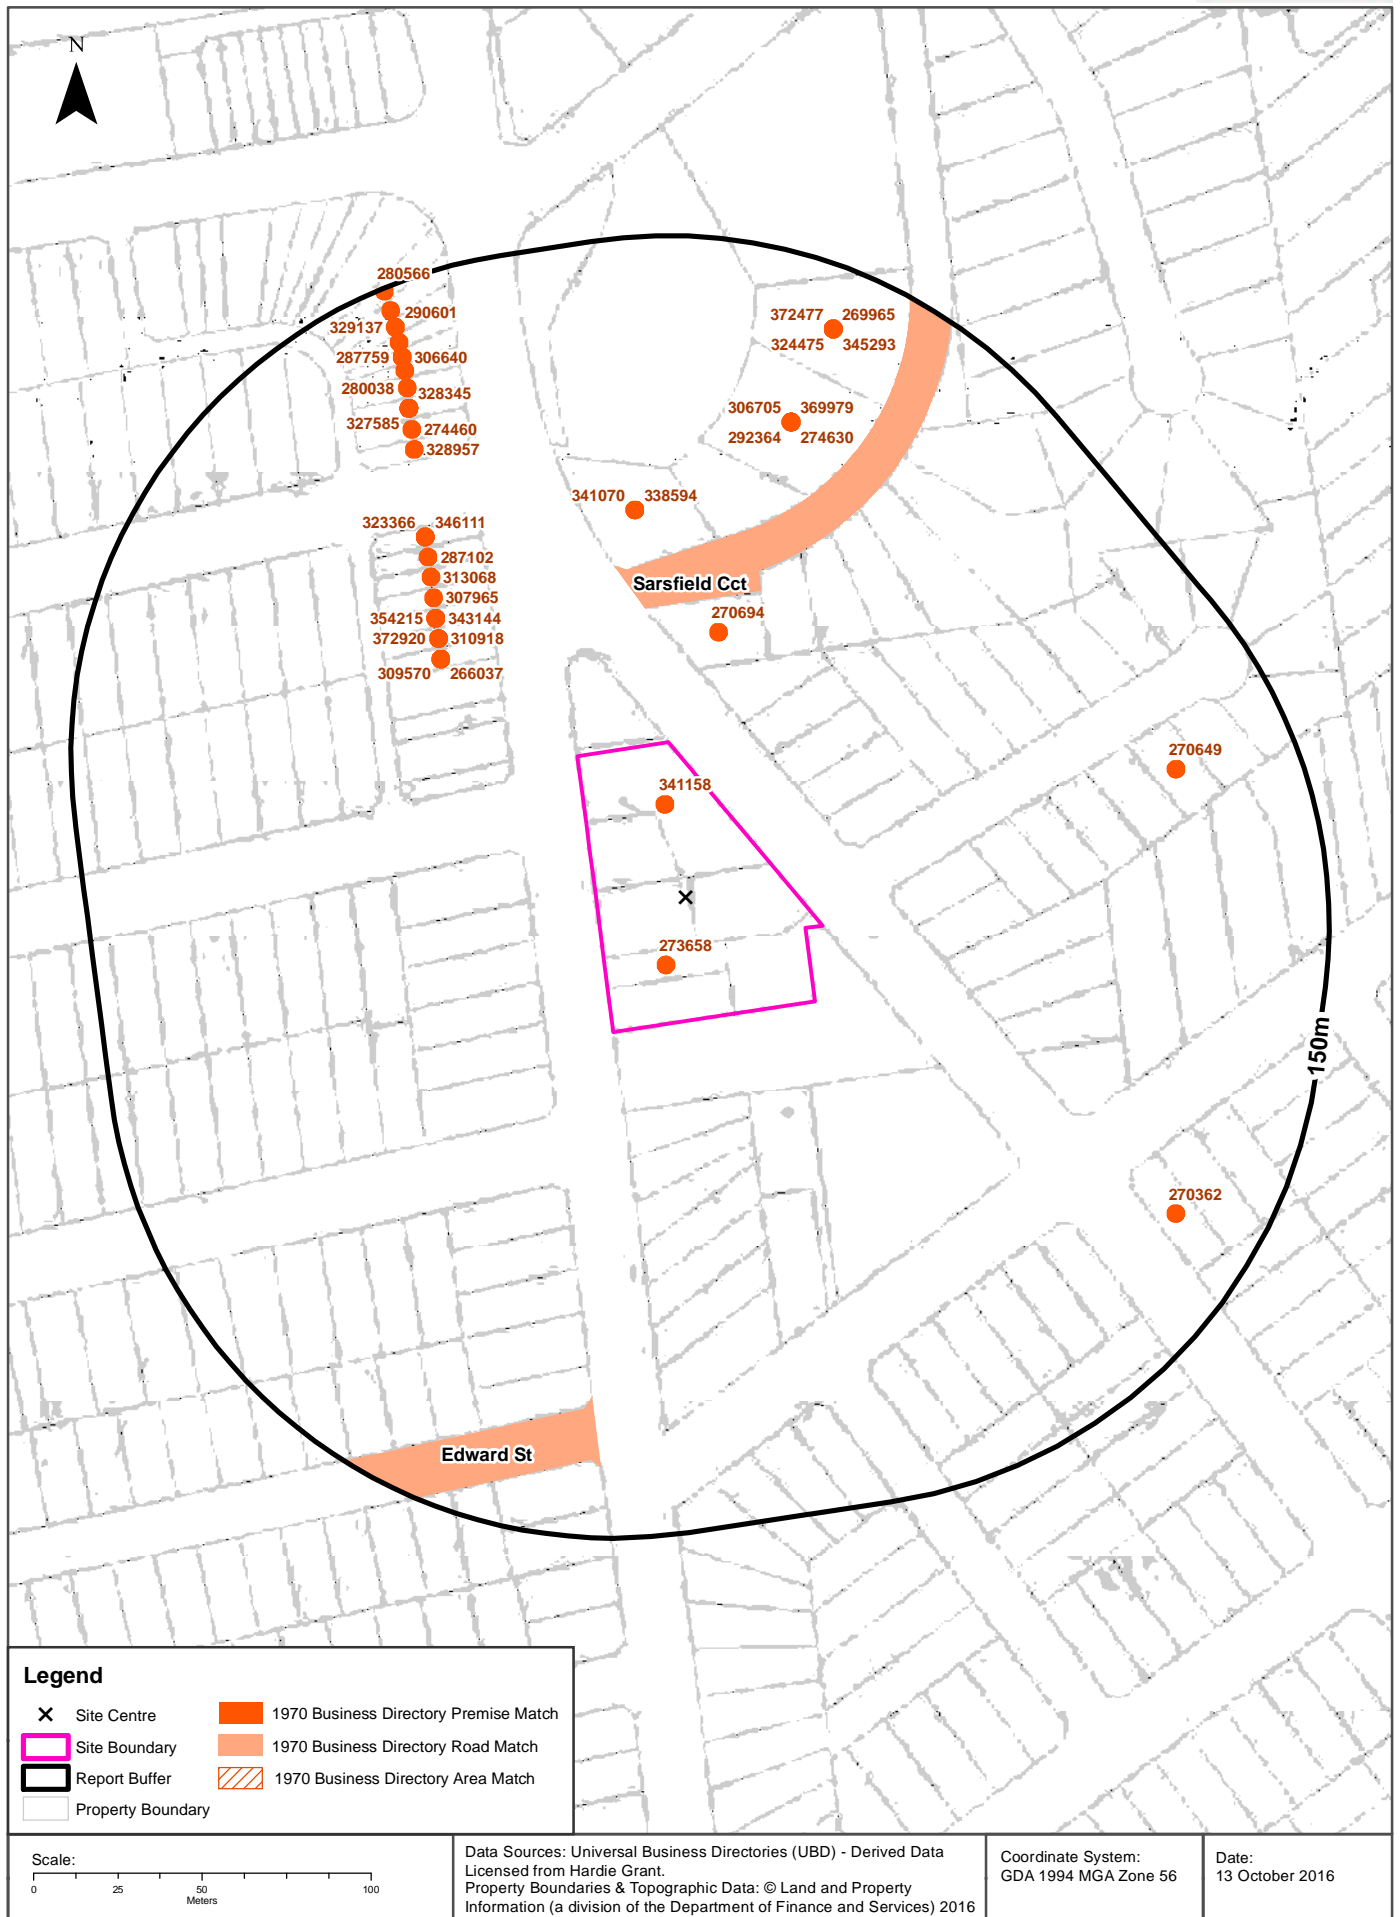 N
280566
290601
329137
287759 306640
280038
328345
327585
274460
328957
372477 269965
324475 345293
306705 369979
292364 274630
341070 338594
323366 346111
287102
313068
307965
354215 343144
372920 310918
309570 266037
Sarsfield Cct
270694
270649
341158
273658
150m
270362
Edward St
Legend
Site Centre
Site Boundary
Report Buffer
Property Boundary
1970 Business Directory Premise Match
1970 Business Directory Road Match
1970 Business Directory Area Match
Scale:
0 25 50 100
Meters
Data Sources: Universal Business Directories (UBD) - Derived Data
Licensed from Hardie Grant.
Property Boundaries & Topographic Data: © Land and Property
Information (a division of the Department of Finance and Services) 2016
Coordinate System:
GDA 1994 MGA Zone 56
Date:
13 October 2016